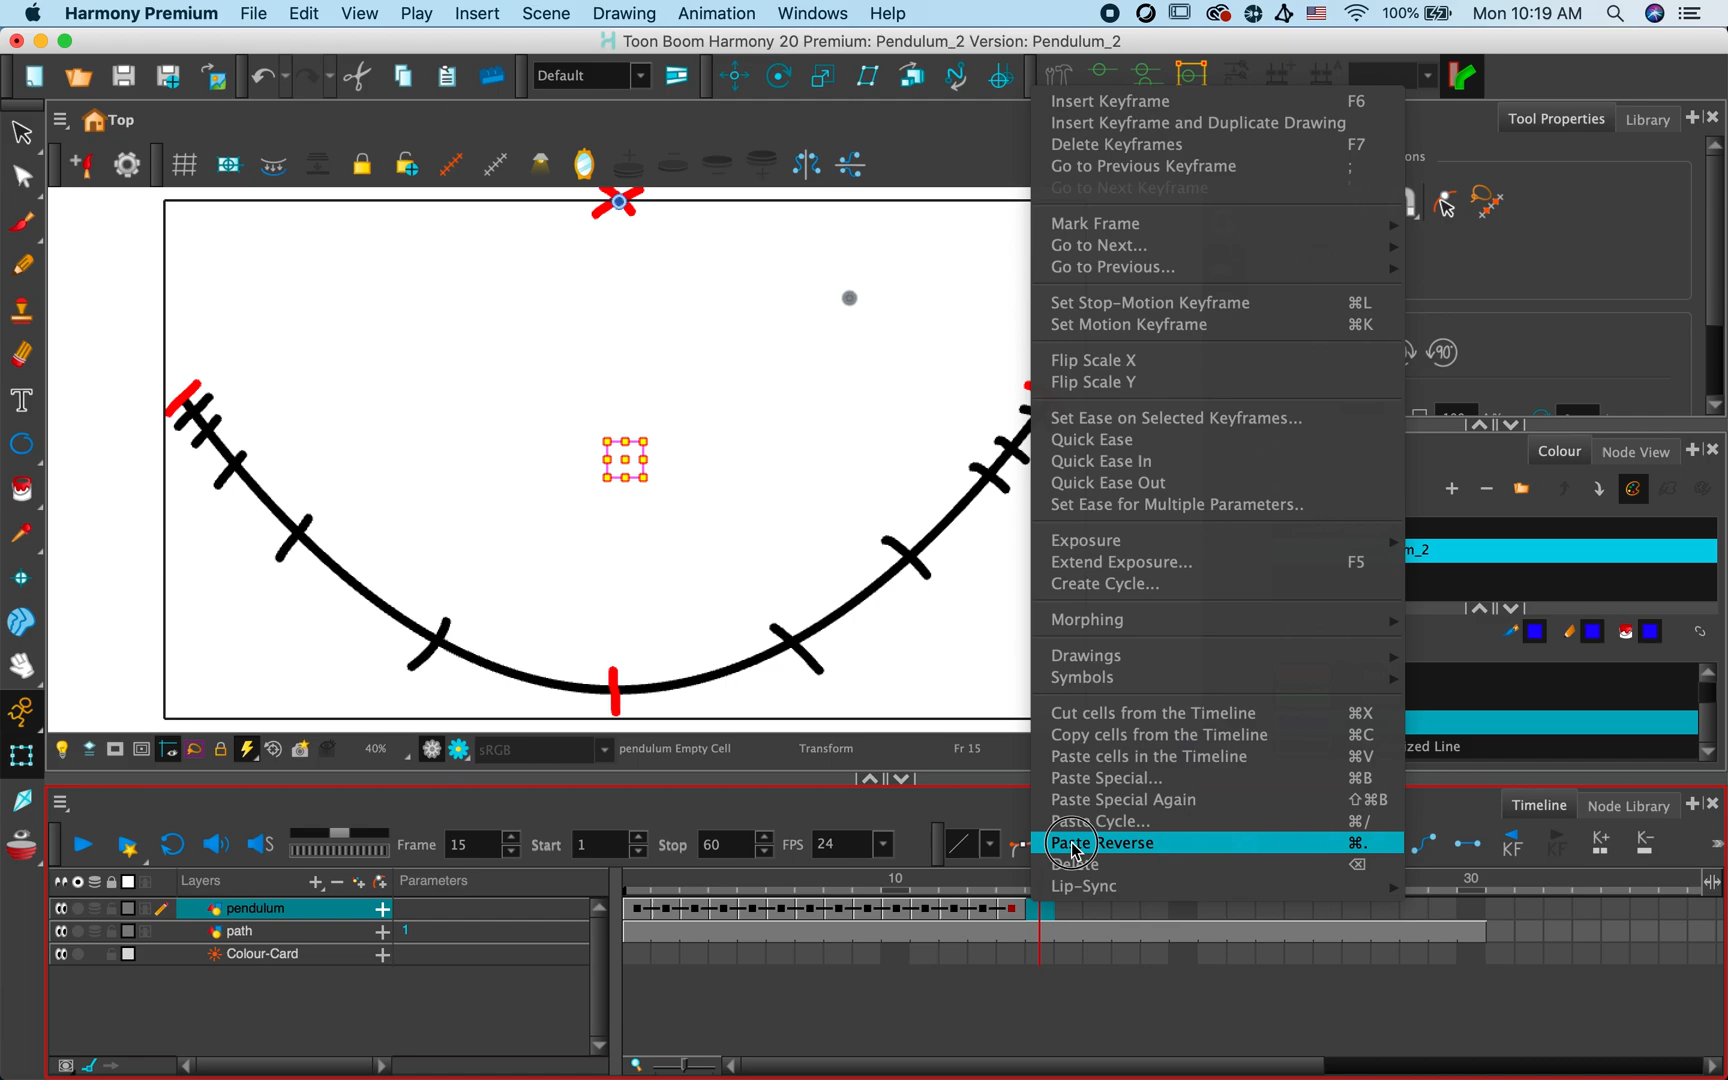 Harmony Premium File Edit View Play Insert Scene Drawing Animation Windows Help 100% Mon 10:19 AM
Toon Boom Harmony 20 Premium: Pendulum_2 Version: Pendulum_2
Default
Top
Tool Properties Library
Insert Keyframe F6
Insert Keyframe and Duplicate Drawing
Delete Keyframes F7
Go to Previous Keyframe ;
Go to Next Keyframe '
Mark Frame
Go to Next...
Go to Previous...
Set Stop-Motion Keyframe ⌘L
Set Motion Keyframe ⌘K
Flip Scale X
Flip Scale Y
Set Ease on Selected Keyframes...
Quick Ease
Quick Ease In
Quick Ease Out
Set Ease for Multiple Parameters...
Exposure
Extend Exposure... F5
Create Cycle...
Morphing
Drawings
Symbols
Cut cells from the Timeline ⌘X
Copy cells from the Timeline ⌘C
Paste cells in the Timeline ⌘V
Paste Special... ⌘B
Paste Special Again ⇧⌘B
Paste Cycle... ⌘/
Paste Reverse ⌘.
Delete ⌫
Lip-Sync
ons
90°
Colour Node View
m_2
zed Line
40% sRGB pendulum Empty Cell Transform Fr 15
Timeline Node Library
Frame 15 Start 1 Stop 60 FPS 24
KF KF K+ K-
Layers Parameters 10 30
pendulum
path 1
Colour-Card